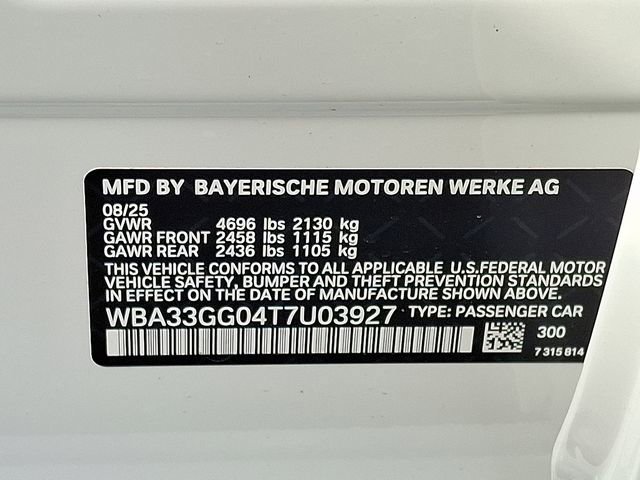 MFD BY BAYERISCHE MOTOREN WERKE AG
08/25
GVWR 4696 lbs 2130 kg
GAWR FRONT 2458 lbs 1115 kg
GAWR REAR 2436 lbs 1105 kg
THIS VEHICLE CONFORMS TO ALL APPLICABLE U.S.FEDERAL MOTOR
VEHICLE SAFETY, BUMPER AND THEFT PREVENTION STANDARDS
IN EFFECT ON THE DATE OF MANUFACTURE SHOWN ABOVE.
WBA33GG04T7U03927 TYPE: PASSENGER CAR
300
7 315 814